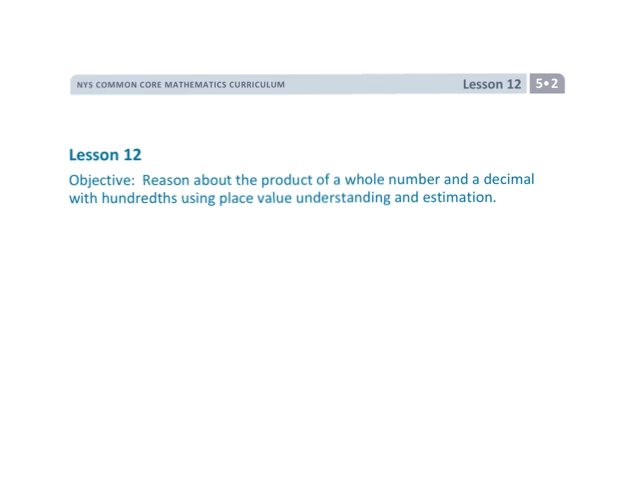 NYS COMMON CORE MATHEMATICS CURRICULUM Lesson 12 5•2
Lesson 12
Objective: Reason about the product of a whole number and a decimal
with hundredths using place value understanding and estimation.